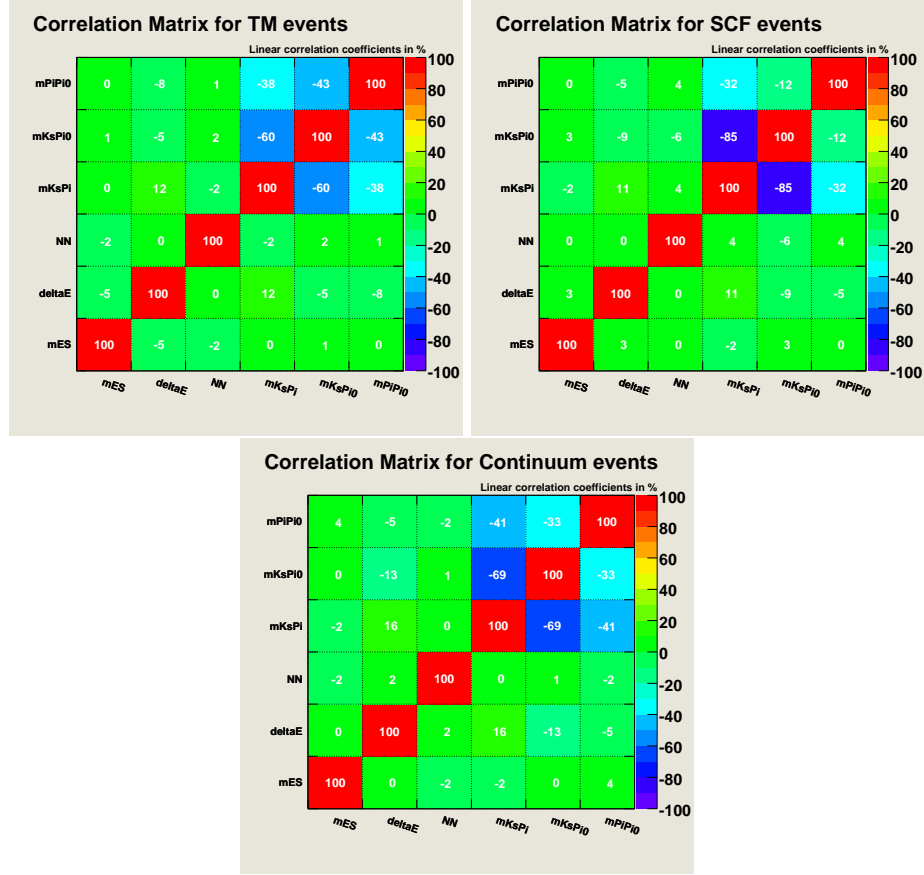 Correlation Matrix for TM events
Linear correlation coefficients in %
mPiPi0 0 -8 1 -38 -43 100
mKsPi0 1 -5 2 -60 100 -43
mKsPi 0 12 -2 100 -60 -38
NN -2 0 100 -2 2 1
deltaE -5 100 0 12 -5 -8
mES 100 -5 -2 0 1 0
mES deltaE NN mKsPi mKsPi0 mPiPi0
100
80
60
40
20
0
-20
-40
-60
-80
-100
Correlation Matrix for SCF events
Linear correlation coefficients in %
mPiPi0 0 -5 4 -32 -12 100
mKsPi0 3 -9 -6 -85 100 -12
mKsPi -2 11 4 100 -85 -32
NN 0 0 100 4 -6 4
deltaE 3 100 0 11 -9 -5
mES 100 3 0 -2 3 0
mES deltaE NN mKsPi mKsPi0 mPiPi0
100
80
60
40
20
0
-20
-40
-60
-80
-100
Correlation Matrix for Continuum events
Linear correlation coefficients in %
mPiPi0 4 -5 -2 -41 -33 100
mKsPi0 0 -13 1 -69 100 -33
mKsPi -2 16 0 100 -69 -41
NN -2 2 100 0 1 -2
deltaE 0 100 2 16 -13 -5
mES 100 0 -2 -2 0 4
mES deltaE NN mKsPi mKsPi0 mPiPi0
100
80
60
40
20
0
-20
-40
-60
-80
-100